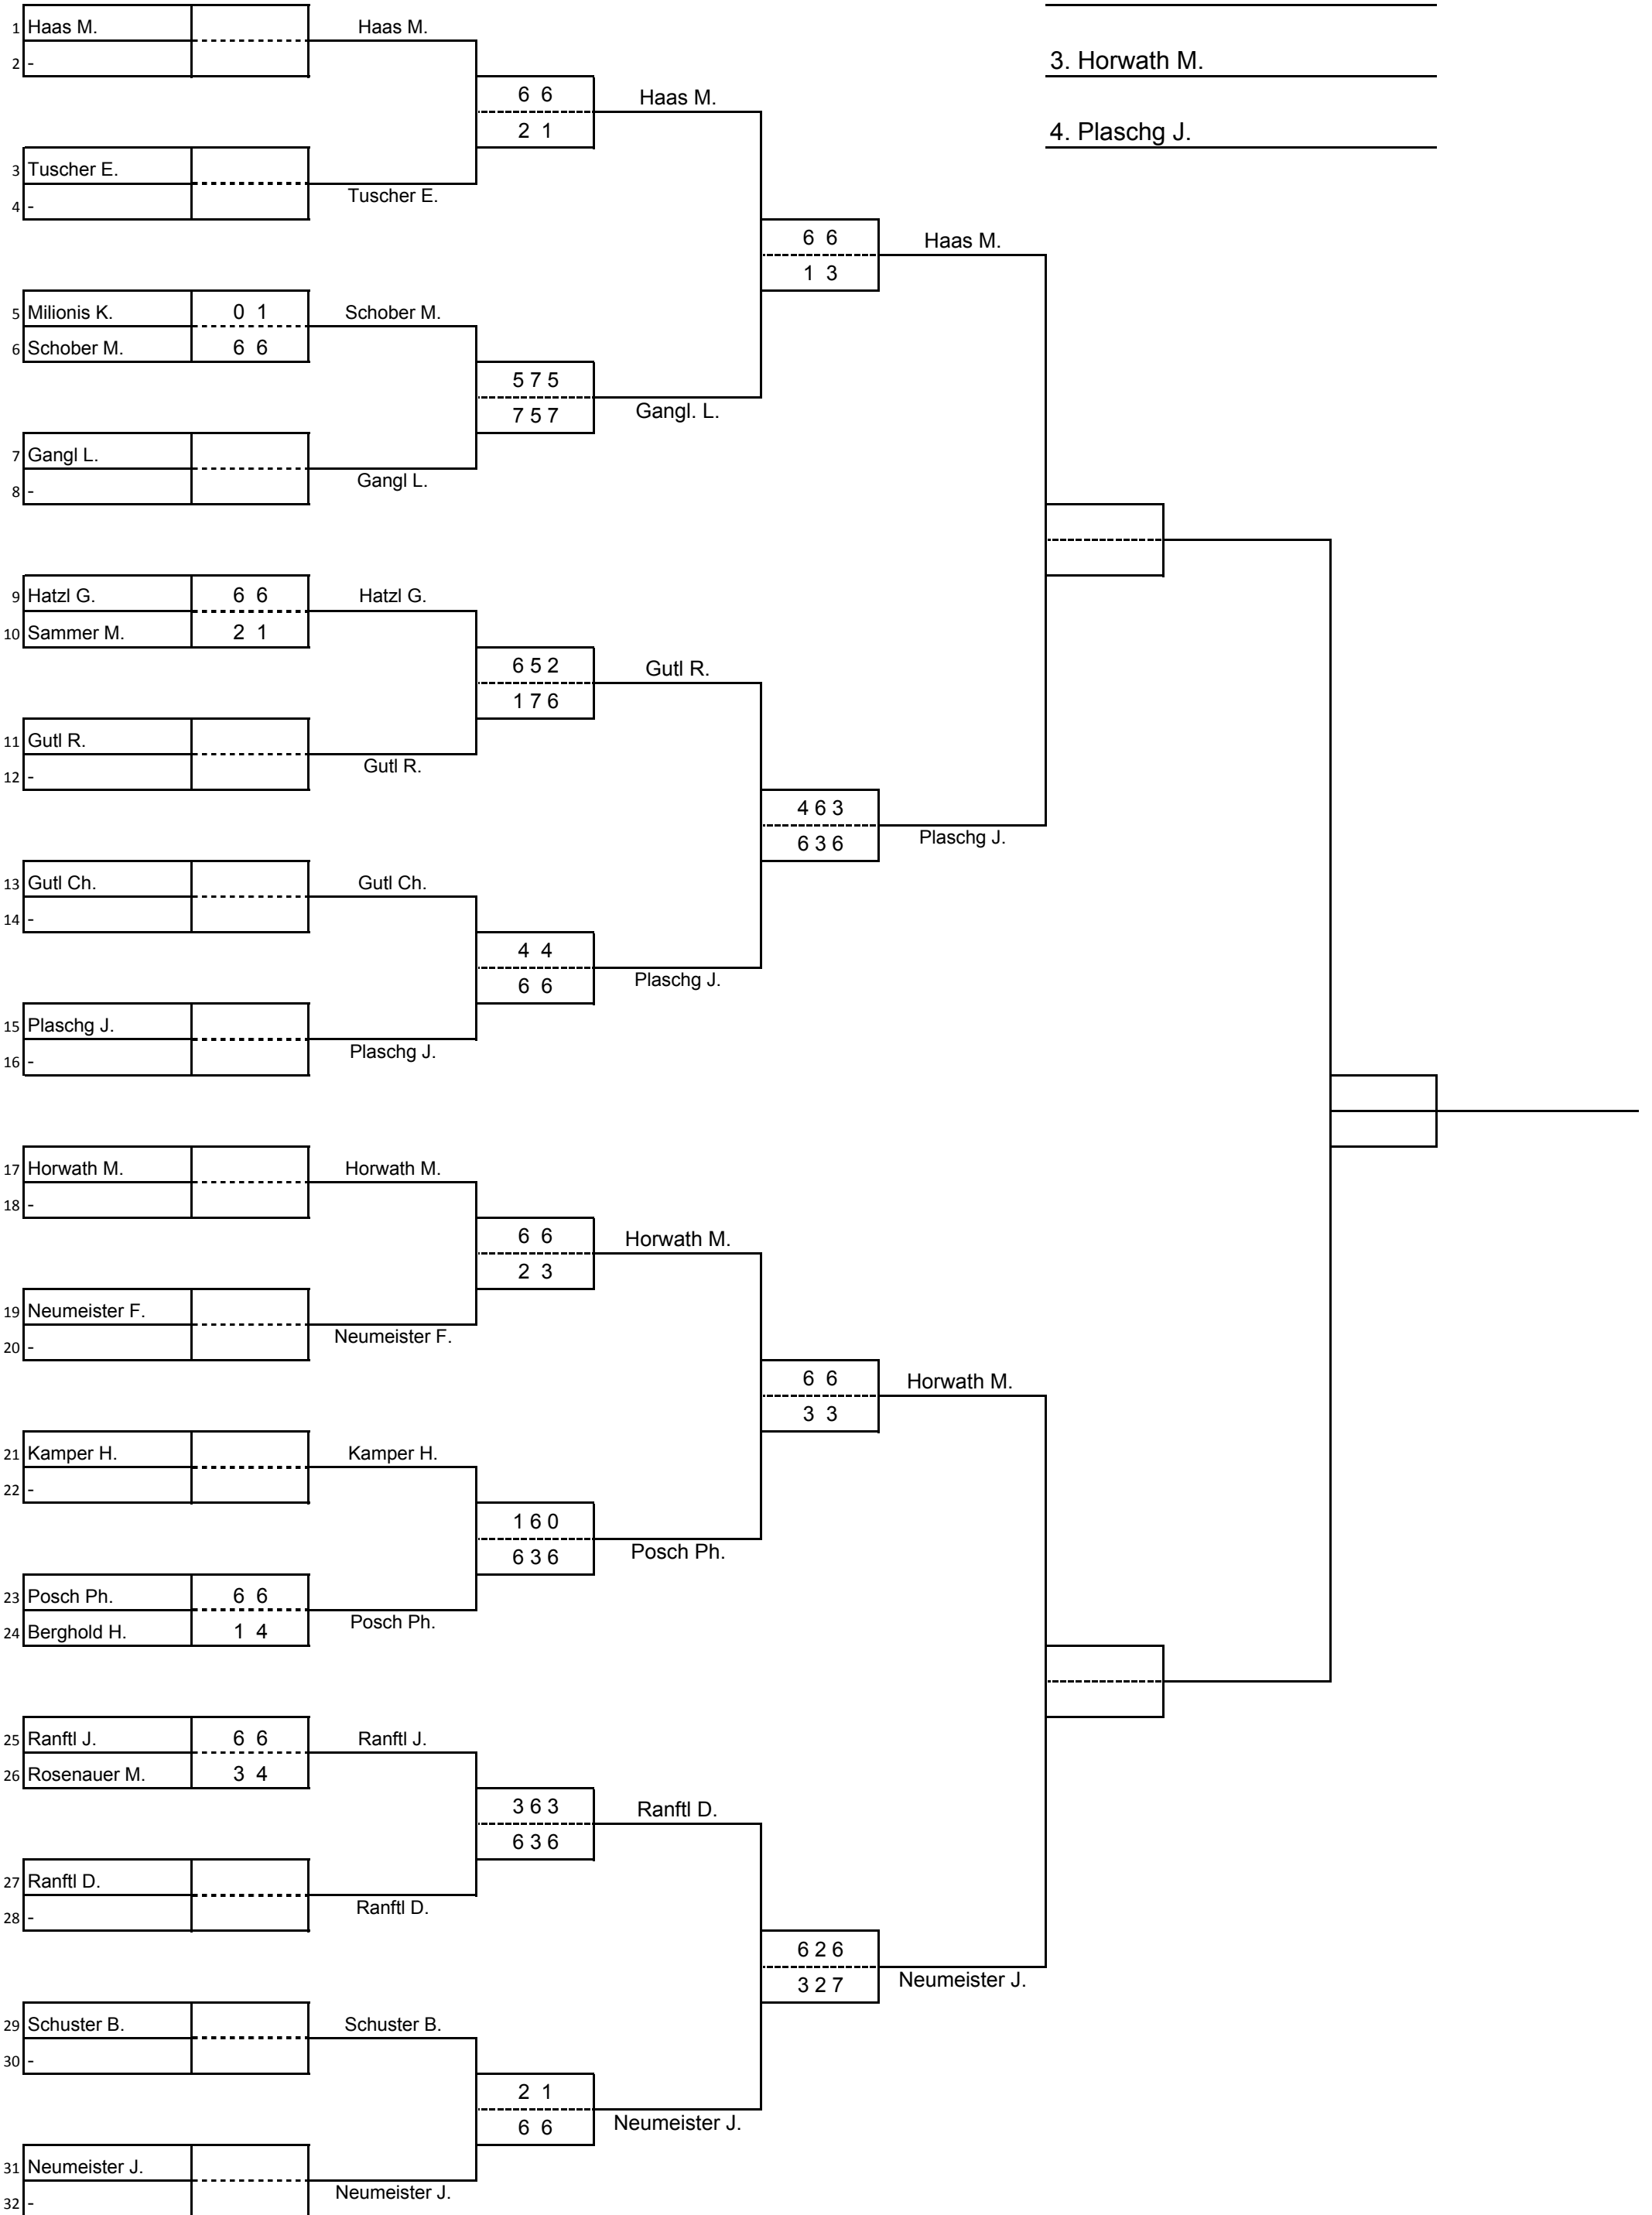 1 Haas M. Haas M.
2 - 3. Horwath M.
6 6 Haas M.
2 1 4. Plaschg J.
3 Tuscher E.
4 - Tuscher E.
6 6 Haas M.
1 3
5 Milionis K. 0 1 Schober M.
6 Schober M. 6 6
5 7 5
7 5 7 Gangl. L.
7 Gangl L.
8 - Gangl L.
9 Hatzl G. 6 6 Hatzl G.
10 Sammer M. 2 1
6 5 2 Gutl R.
1 7 6
11 Gutl R.
12 - Gutl R.
4 6 3
6 3 6 Plaschg J.
13 Gutl Ch. Gutl Ch.
14 -
4 4
6 6 Plaschg J.
15 Plaschg J.
16 - Plaschg J.
17 Horwath M. Horwath M.
18 -
6 6 Horwath M.
2 3
19 Neumeister F.
20 - Neumeister F.
6 6 Horwath M.
3 3
21 Kamper H. Kamper H.
22 -
1 6 0
6 3 6 Posch Ph.
23 Posch Ph. 6 6
24 Berghold H. 1 4 Posch Ph.
25 Ranftl J. 6 6 Ranftl J.
26 Rosenauer M. 3 4
3 6 3 Ranftl D.
6 3 6
27 Ranftl D.
28 - Ranftl D.
6 2 6
3 2 7 Neumeister J.
29 Schuster B. Schuster B.
30 -
2 1
6 6 Neumeister J.
31 Neumeister J.
32 - Neumeister J.